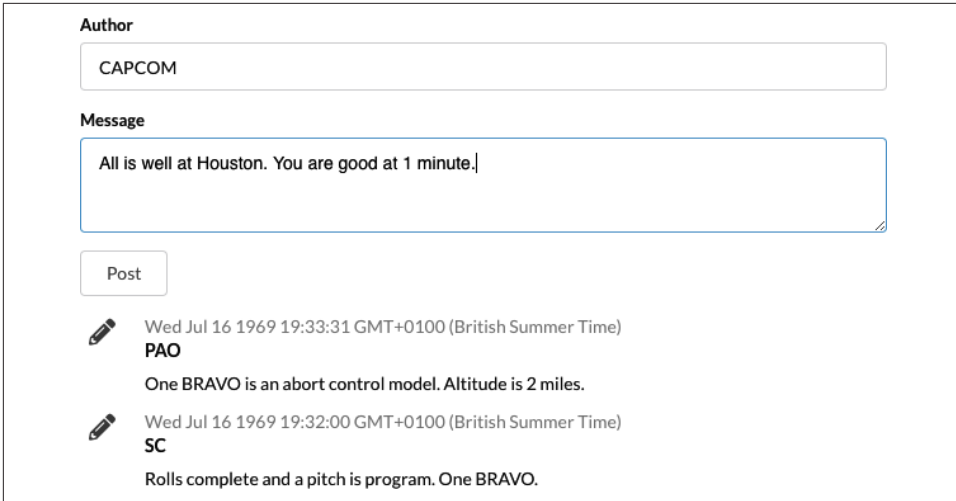 Author
CAPCOM
Message
All is well at Houston. You are good at 1 minute.
Post
Wed Jul 16 1969 19:33:31 GMT+0100 (British Summer Time)
PAO
One BRAVO is an abort control model. Altitude is 2 miles.
Wed Jul 16 1969 19:32:00 GMT+0100 (British Summer Time)
SC
Rolls complete and a pitch is program. One BRAVO.